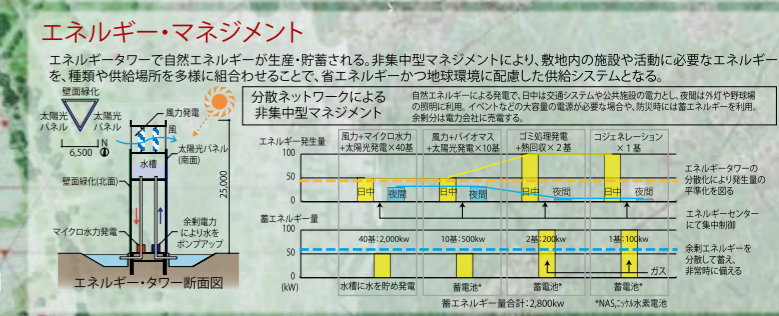 エネルギー・マネジメント
エネルギータワーで自然エネルギーが生産・貯蓄される。非集中型マネジメントにより、敷地内の施設や活動に必要なエネルギー
を、種類や供給場所を多様に組合わせることで、省エネルギーかつ地球環境に配慮した供給システムとなる。
壁面緑化
太陽光
パネル
太陽光
パネル
6,500
N
風力発電
風
太陽光パネル
(南面)
水槽
壁面緑化(北面)
25,000
マイクロ水力発電
余剰電力
により水を
ポンプアップ
エネルギー・タワー断面図
分散ネットワークによる
非集中型マネジメント
自然エネルギーによる発電で、日中は交通システムや公共施設の電力とし、夜間は外灯や野球場
の照明に利用。イベントなどの大容量の電源が必要な場合や、防災時には蓄エネルギーを利用。
余剰分は電力会社に売電する。
エネルギー発生量
風力+マイクロ水力
+太陽光発電×40基
風力+バイオマス
+太陽光発電×10基
ゴミ処理発電
+熱回収×2基
コジェネレーション
×1基
100
50
0
日中
夜間
日中
夜間
日中
夜間
日中
夜間
エネルギータワーの
分散化により発生量の
平準化を図る
エネルギーセンター
にて集中制御
蓄エネルギー量
100
50
0
(kW)
40基:2,000kw
10基:500kw
2基:200kw
1基:100kw
ガス
余剰エネルギーを
分散して蓄え、
非常時に備える
水槽に水を貯め発電
蓄電池*
蓄電池*
蓄電池*
蓄エネルギー量合計:2,800kw
*NAS,ニッケル水素電池